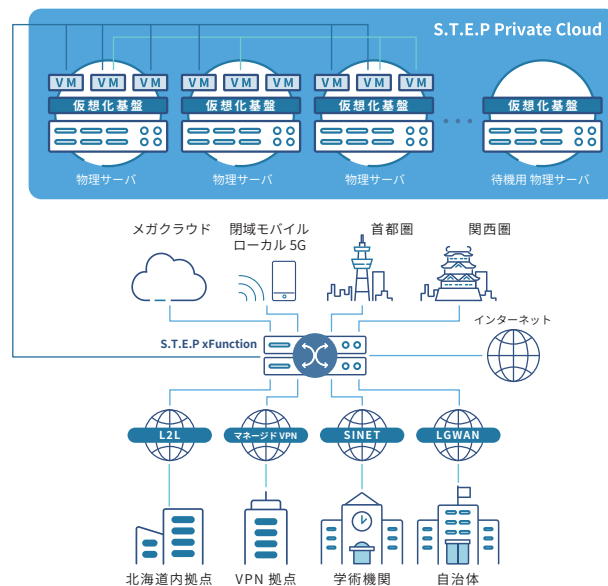 S.T.E.P Private Cloud
VM VM VM VM VM VM VM VM VM
仮想化基盤 仮想化基盤 仮想化基盤 仮想化基盤
物理サーバ 物理サーバ 物理サーバ 待機用 物理サーバ
メガクラウド
閉域モバイル
ローカル 5G
首都圏
関西圏
インターネット
S.T.E.P xFunction
L2L マネージド VPN SINET LGWAN
北海道内拠点 VPN 拠点 学術機関 自治体